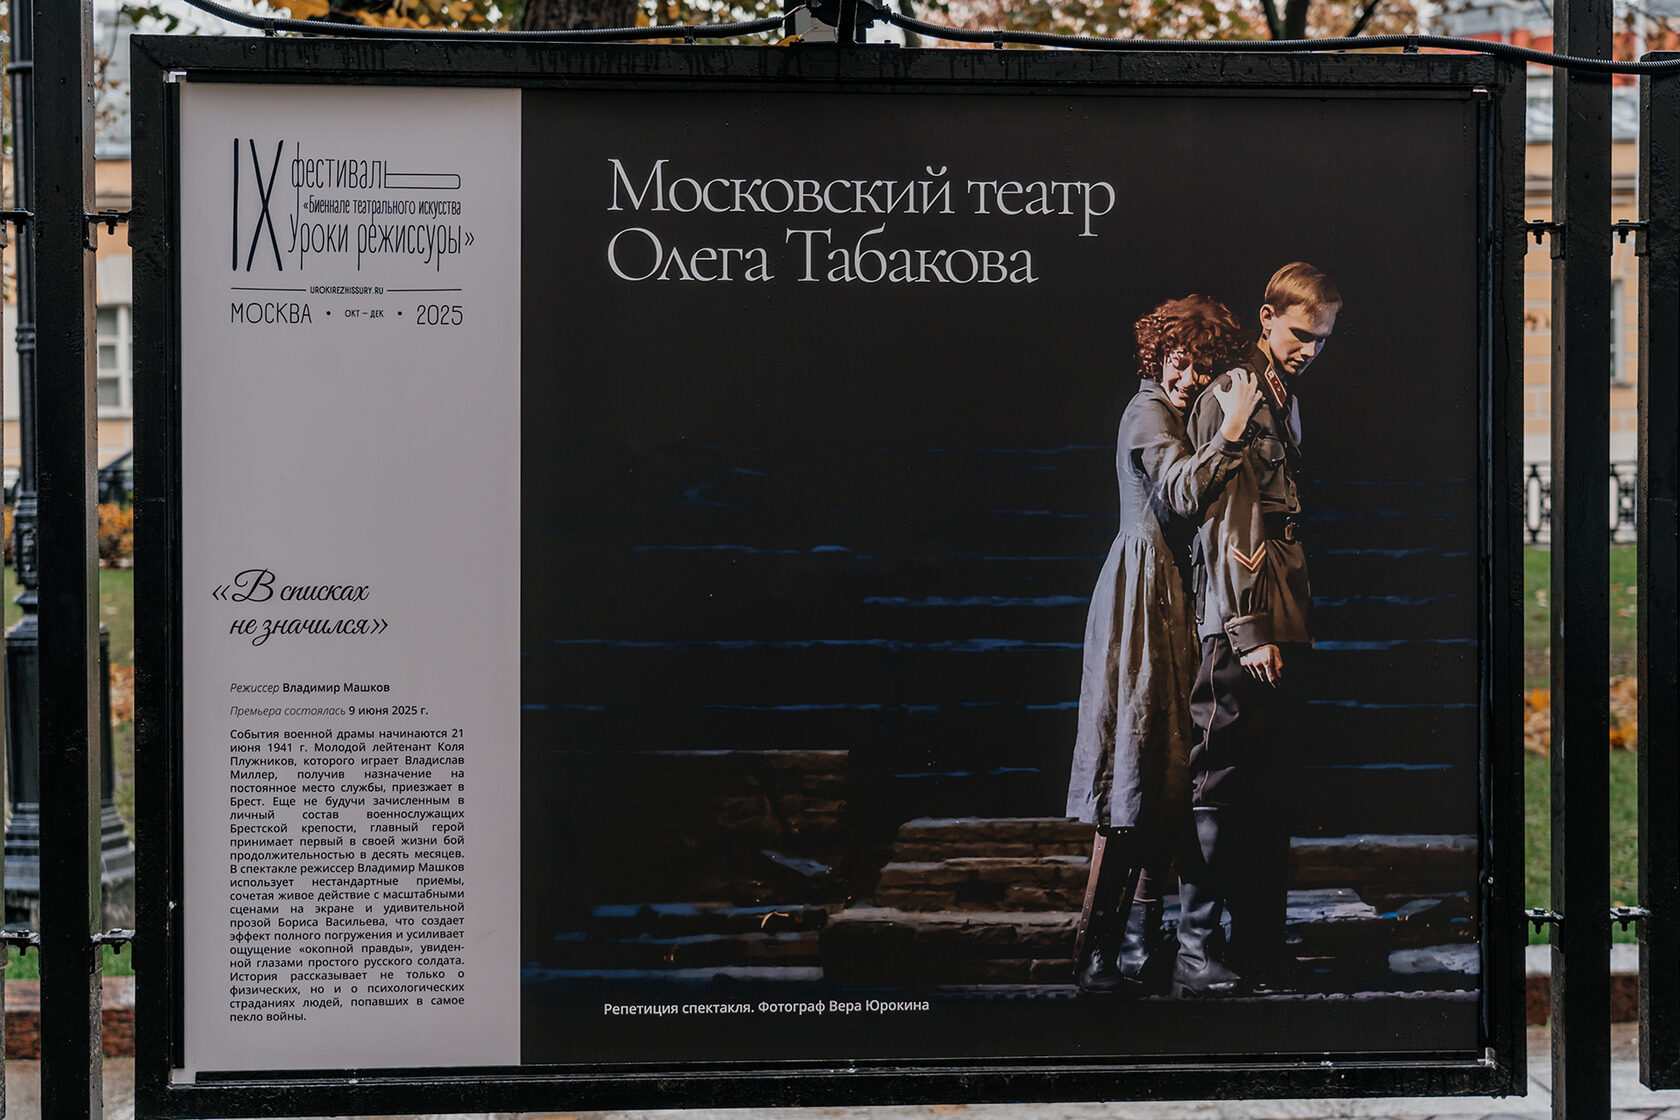 IX фестиваль
«Биеннале театрального искусства
Уроки режиссуры»
UROKIREZHISSURY.RU
МОСКВА • ОКТ – ДЕК • 2025
Московский театр
Олега Табакова
«В списках
не значился»
Режиссер Владимир Машков
Премьера состоялась 9 июня 2025 г.
События военной драмы начинаются 21
июня 1941 г. Молодой лейтенант Коля
Плужников, которого играет Владислав
Миллер, получив назначение на
постоянное место службы, приезжает в
Брест. Еще не будучи зачисленным в
личный состав военнослужащих
Брестской крепости, главный герой
принимает первый в своей жизни бой
продолжительностью в десять месяцев.
В спектакле режиссер Владимир Машков
использует нестандартные приемы,
сочетая живое действие с масштабными
сценами на экране и удивительной
прозой Бориса Васильева, что создает
эффект полного погружения и усиливает
ощущение «окопной правды», увиден-
ной глазами простого русского солдата.
История рассказывает не только о
физических, но и о психологических
страданиях людей, попавших в самое
пекло войны.
Репетиция спектакля. Фотограф Вера Юрокина